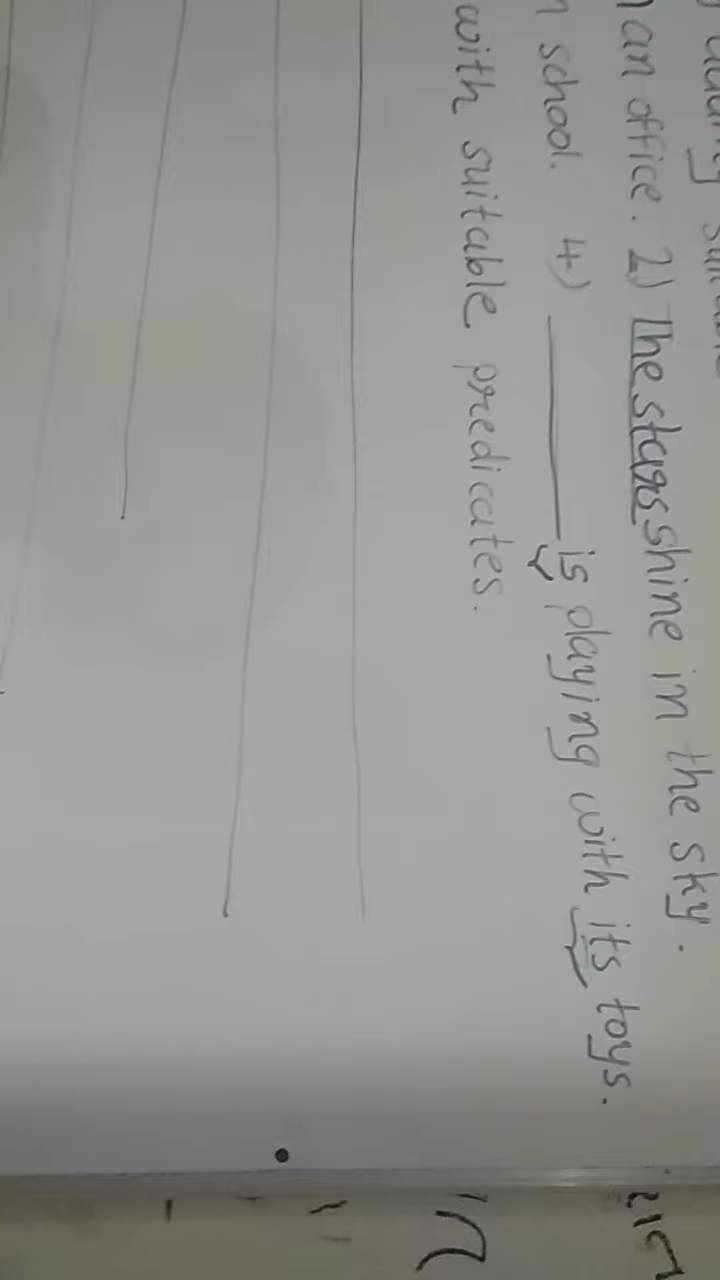 an office. 2) The stars shine in the sky.
school. 4) ______ is playing with its toys.
with suitable predicates.